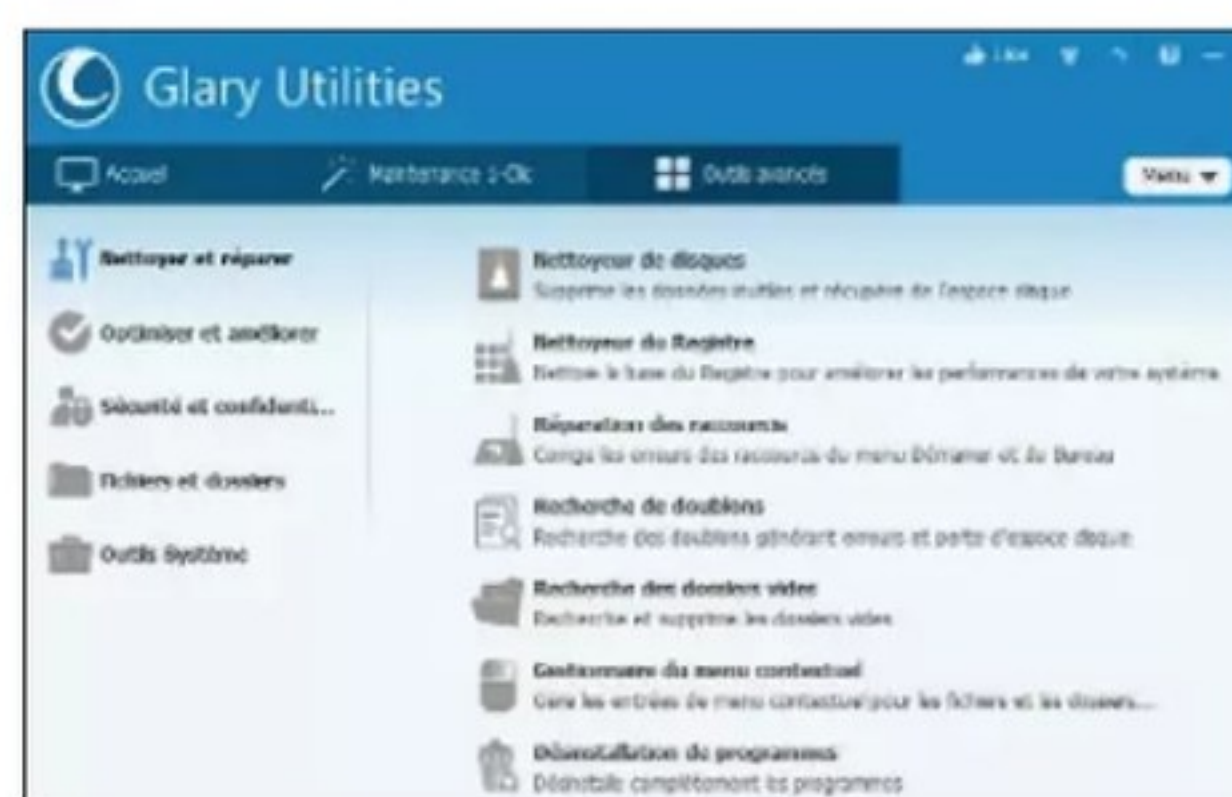 Glary Utilities
Accueil
Maintenance 1-Clic
Outils avancés
Menu
Nettoyer et réparer
Optimiser et améliorer
Sécurité et confidenti...
Fichiers et dossiers
Outils Système
Nettoyeur de disques
Supprime les données inutiles et récupère de l'espace disque
Nettoyeur du Registre
Nettoie la base du Registre pour améliorer les performances de votre système
Réparation des raccourcis
Corrige les erreurs des raccourcis du menu Démarrer et du Bureau
Recherche de doublons
Recherche des doublons générant erreurs et perte d'espace disque
Recherche des dossiers vides
Recherche et supprime les dossiers vides
Gestionnaire du menu contextuel
Gère les entrées de menu contextuel pour les fichiers et les dossiers...
Désinstallation de programmes
Désinstalle complètement les programmes